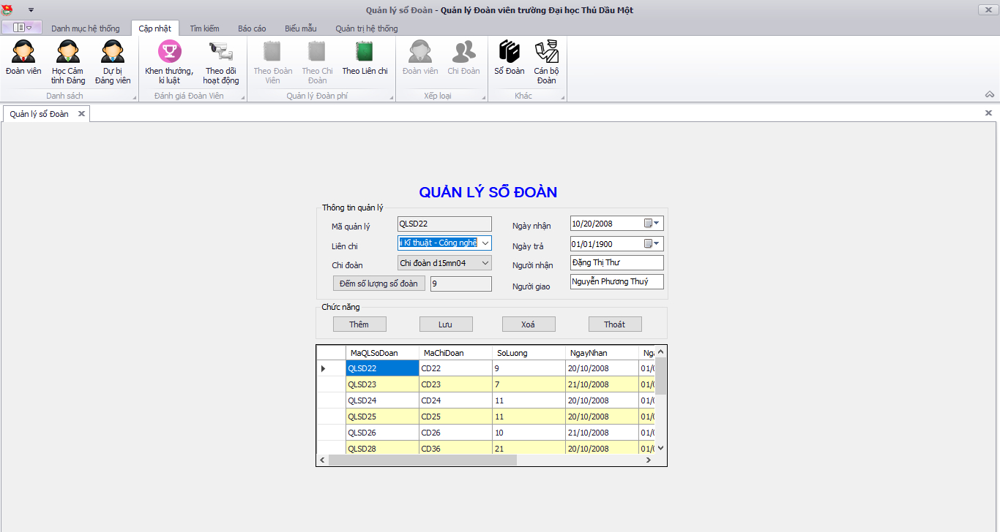 Quản lý sổ Đoàn - Quản lý Đoàn viên trường Đại học Thủ Dầu Một
Danh mục hệ thống Cập nhật Tìm kiếm Báo cáo Biểu mẫu Quản trị hệ thống
Đoàn viên Học Cảm tình Đảng Dự bị Đảng viên Khen thưởng, kỉ luật Theo dõi hoạt động Theo Đoàn Viên Theo Chi Đoàn Theo Liên chi Đoàn viên Chi Đoàn Sổ Đoàn Cán bộ Đoàn
Danh sách Đánh giá Đoàn Viên Quản lý Đoàn phí Xếp loại Khác
Quản lý sổ Đoàn
QUẢN LÝ SỔ ĐOÀN
Thông tin quản lý
Mã quản lý QLSD22 Ngày nhận 10/20/2008
Liên chi i Kĩ thuật - Công nghệ Ngày trả 01/01/1900
Chi đoàn Chi đoàn d15mn04 Người nhận Đặng Thị Thư
Đếm số lượng sổ đoàn 9 Người giao Nguyễn Phương Thuý
Chức năng
Thêm Lưu Xoá Thoát
MaQLSoDoan MaChiDoan SoLuong NgayNhan Nga
QLSD22 CD22 9 20/10/2008 01/0
QLSD23 CD23 7 21/10/2008 01/0
QLSD24 CD24 11 20/10/2008 01/0
QLSD25 CD25 11 20/10/2008 01/0
QLSD26 CD26 10 21/10/2008 01/0
QLSD28 CD36 21 20/10/2008 01/0